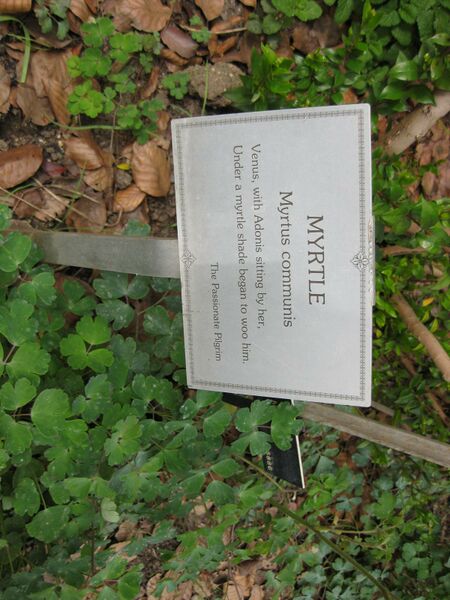 MYRTLE
Myrtus communis
Venus, with Adonis sitting by her,
Under a myrtle shade began to woo him.
The Passionate Pilgrim